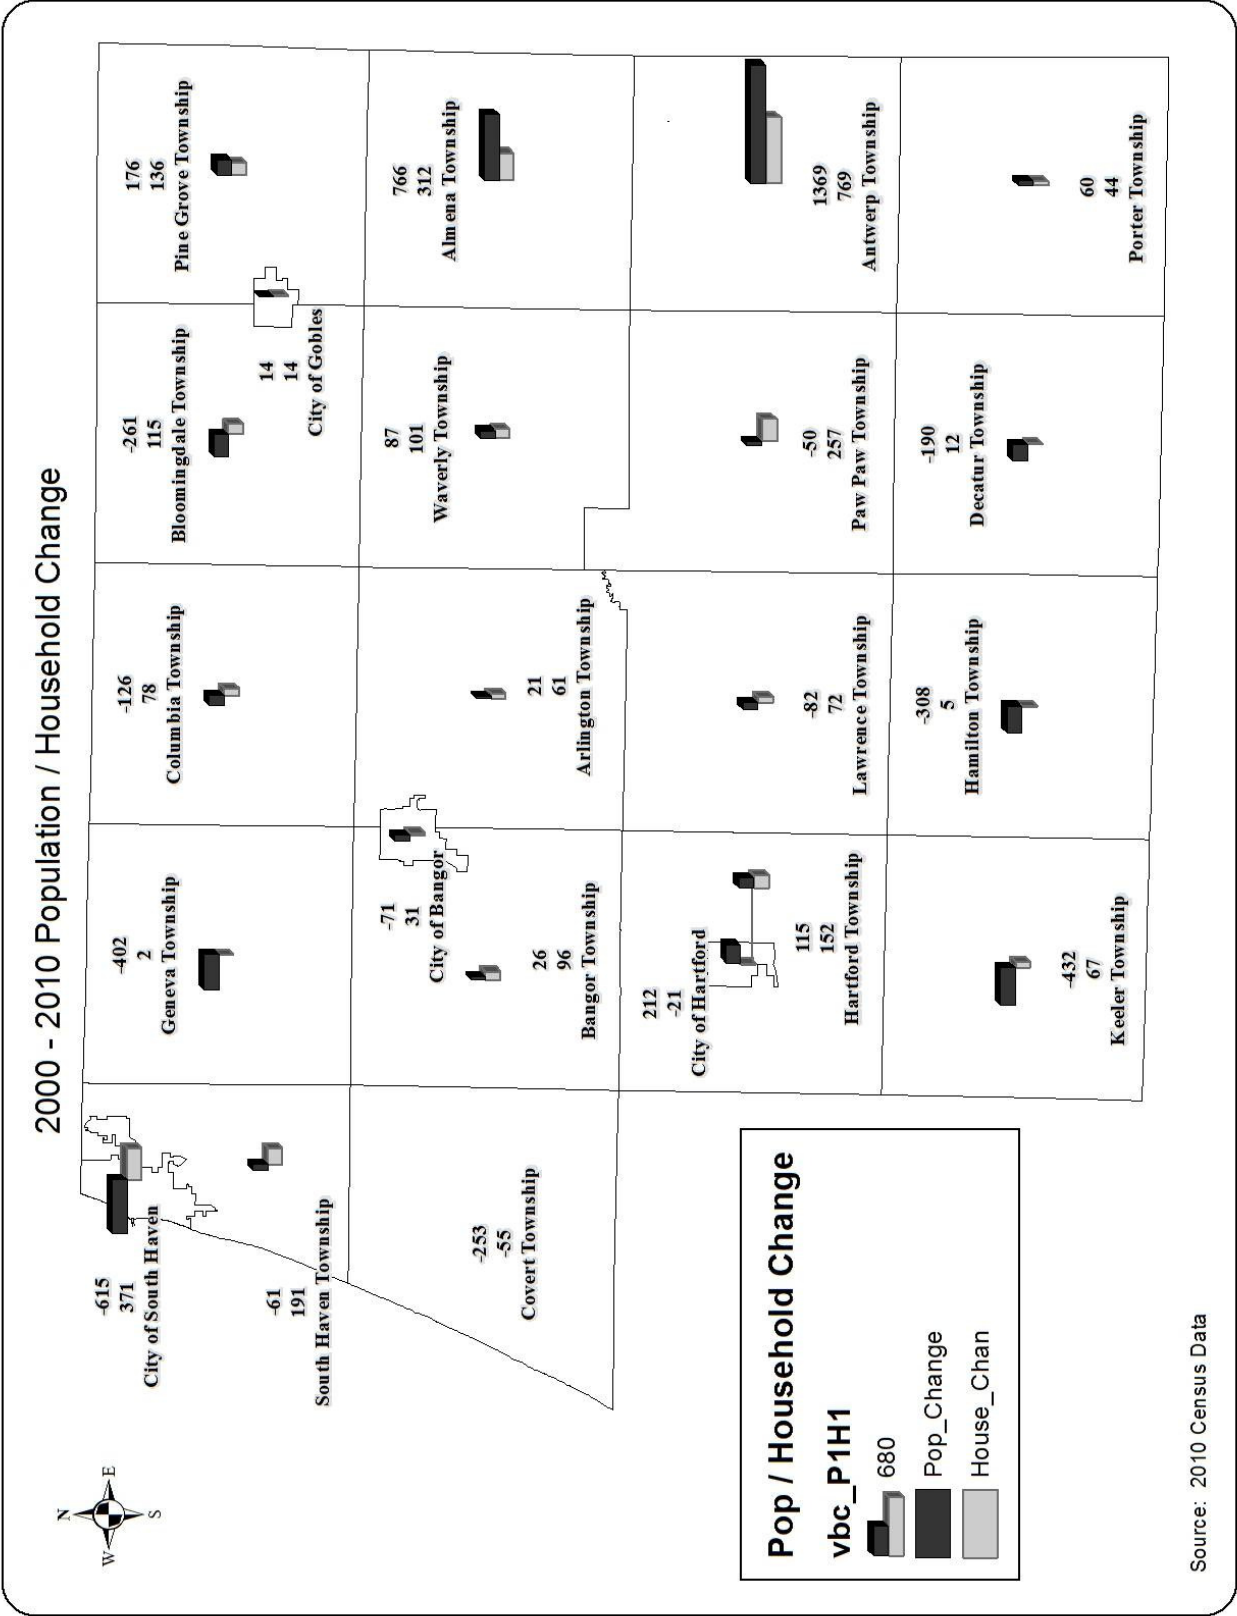 2000 - 2010 Population / Household Change
N
W
E
S
-615
371
City of South Haven
-402
2
Geneva Township
-126
78
Columbia Township
-261
115
Bloomingdale Township
176
136
Pine Grove Township
14
14
City of Gobles
-61
191
South Haven Township
-71
31
City of Bangor
87
101
Waverly Township
766
312
Almena Township
-253
-55
Covert Township
26
96
Bangor Township
21
61
Arlington Township
212
-21
City of Hartford
115
152
Hartford Township
-82
72
Lawrence Township
-50
257
Paw Paw Township
1369
769
Antwerp Township
-432
67
Keeler Township
-308
5
Hamilton Township
-190
12
Decatur Township
60
44
Porter Township
Pop / Household Change
vbc_P1H1
680
Pop_Change
House_Chan
Source: 2010 Census Data